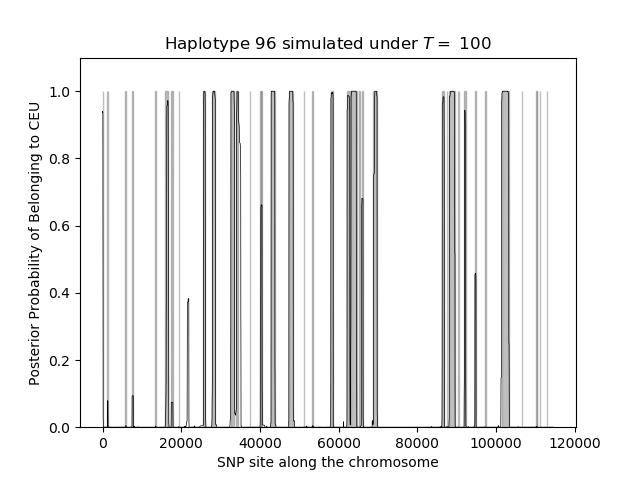 Haplotype 96 simulated under T = 100
1.0
0.8
0.6
0.4
0.2
0.0
Posterior Probability of Belonging to CEU
0 20000 40000 60000 80000 100000 120000
SNP site along the chromosome